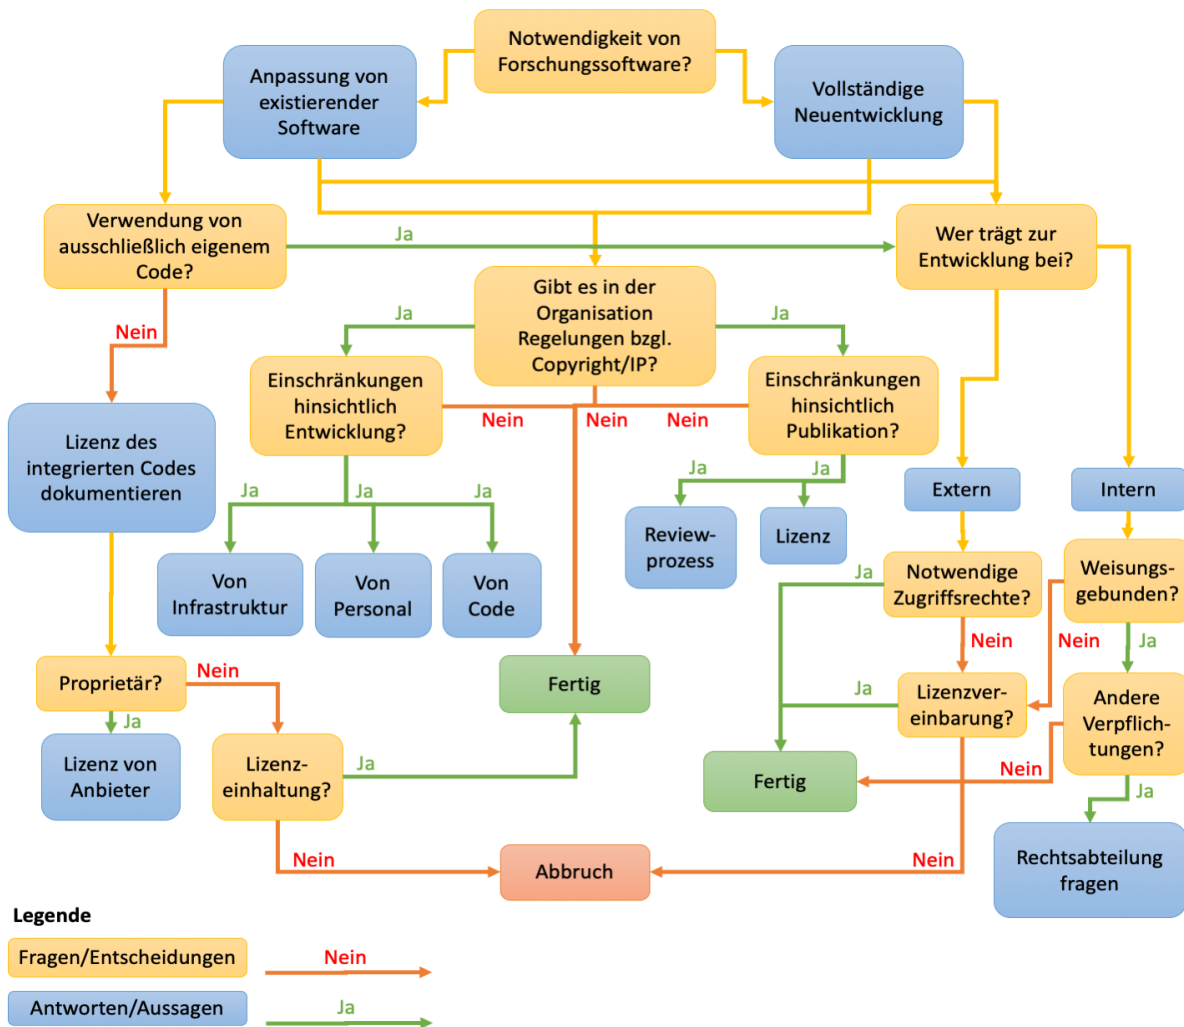 Notwendigkeit von
Forschungssoftware?
Anpassung von
existierender
Software
Vollständige
Neuentwicklung
Verwendung von
ausschließlich eigenem
Code?
Ja
Wer trägt zur
Entwicklung bei?
Gibt es in der
Organisation
Regelungen bzgl.
Copyright/IP?
Ja
Ja
Nein
Einschränkungen
hinsichtlich
Entwicklung?
Nein
Nein
Nein
Einschränkungen
hinsichtlich
Publikation?
Lizenz des
integrierten Codes
dokumentieren
Ja
Ja
Ja
Ja
Ja
Extern
Intern
Review-
prozess
Lizenz
Von
Infrastruktur
Von
Personal
Von
Code
Ja
Notwendige
Zugriffsrechte?
Weisungs-
gebunden?
Nein
Nein
Ja
Proprietär?
Nein
Fertig
Ja
Lizenzver-
einbarung?
Andere
Verpflich-
tungen?
Ja
Lizenz von
Anbieter
Lizenz-
einhaltung?
Ja
Fertig
Nein
Ja
Nein
Abbruch
Nein
Rechtsabteilung
fragen
Legende
Fragen/Entscheidungen
Nein
Antworten/Aussagen
Ja